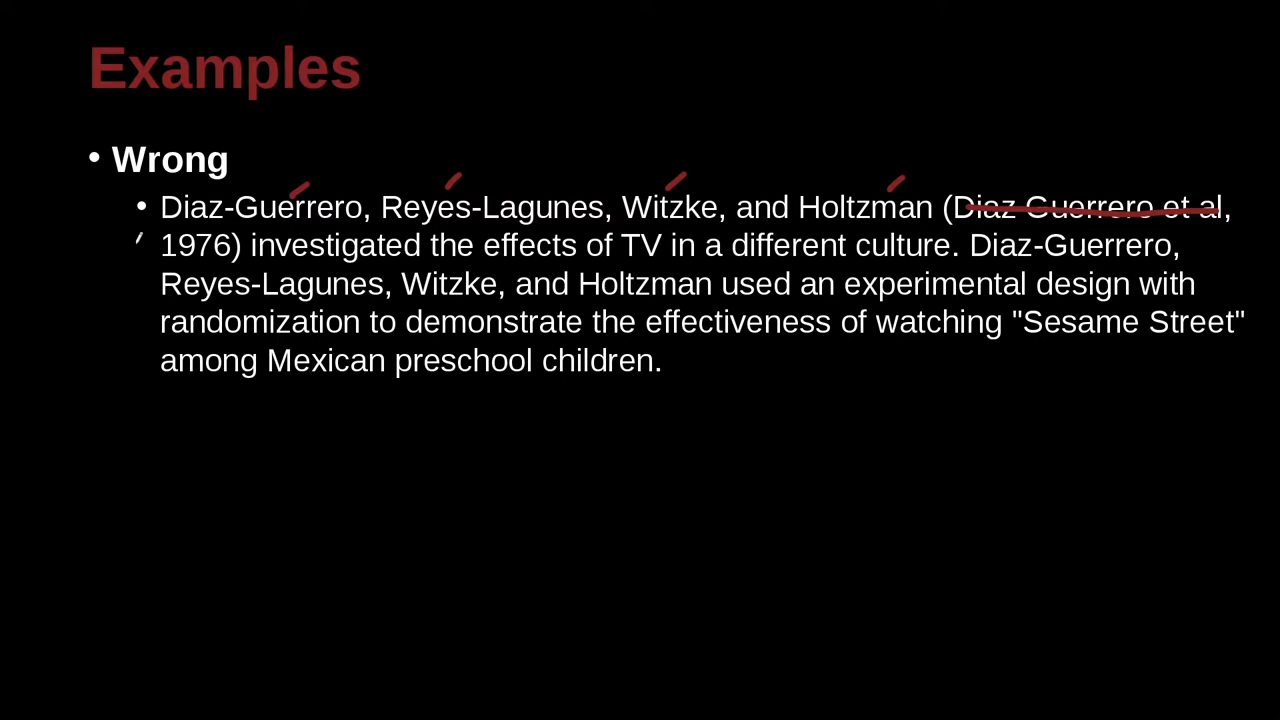 Examples
• Wrong
• Diaz-Guerrero, Reyes-Lagunes, Witzke, and Holtzman (Diaz Guerrero et al,
1976) investigated the effects of TV in a different culture. Diaz-Guerrero,
Reyes-Lagunes, Witzke, and Holtzman used an experimental design with
randomization to demonstrate the effectiveness of watching "Sesame Street"
among Mexican preschool children.